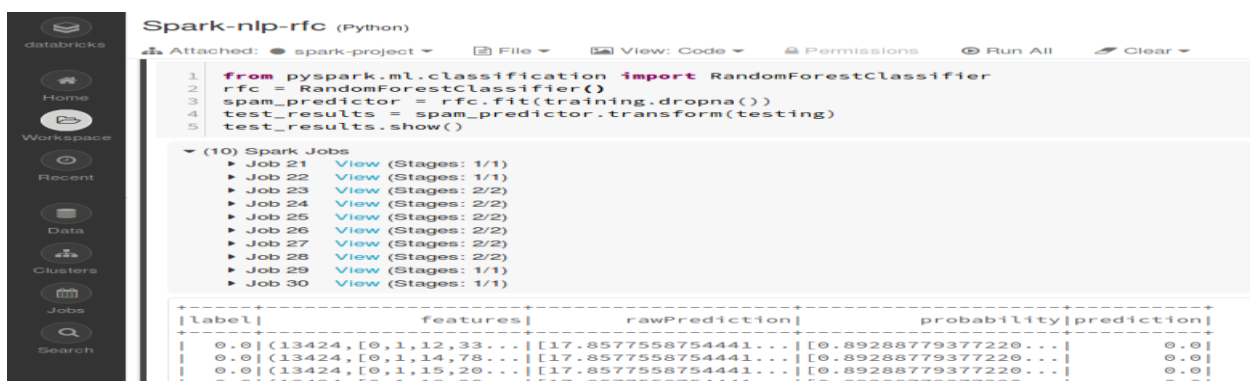 databricks
Home
Workspace
Recent
Data
Clusters
Jobs
Search
Spark-nlp-rfc (Python)
Attached: spark-project File View: Code Permissions Run All Clear
1 from pyspark.ml.classification import RandomForestClassifier
2 rfc = RandomForestClassifier()
3 spam_predictor = rfc.fit(training.dropna())
4 test_results = spam_predictor.transform(testing)
5 test_results.show()
(10) Spark Jobs
Job 21 View (Stages: 1/1)
Job 22 View (Stages: 1/1)
Job 23 View (Stages: 2/2)
Job 24 View (Stages: 2/2)
Job 25 View (Stages: 2/2)
Job 26 View (Stages: 2/2)
Job 27 View (Stages: 2/2)
Job 28 View (Stages: 2/2)
Job 29 View (Stages: 1/1)
Job 30 View (Stages: 1/1)
|label| features| rawPrediction| probability|prediction|
| 0.0|(13424,[0,1,12,33...|[17.8577558754441...|[0.89288779377220...| 0.0|
| 0.0|(13424,[0,1,14,78...|[17.8577558754441...|[0.89288779377220...| 0.0|
| 0.0|(13424,[0,1,15,20...|[17.8577558754441...|[0.89288779377220...| 0.0|